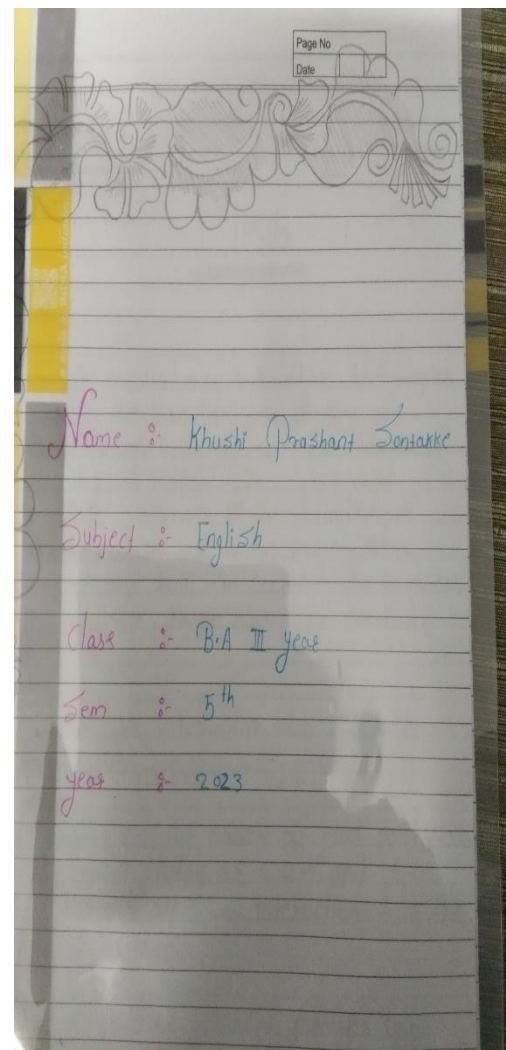 Page No
Date
Name :- Khushi Prashant Sontakke
Subject :- English
Class :- B.A III year
Sem :- 5th
year :- 2023